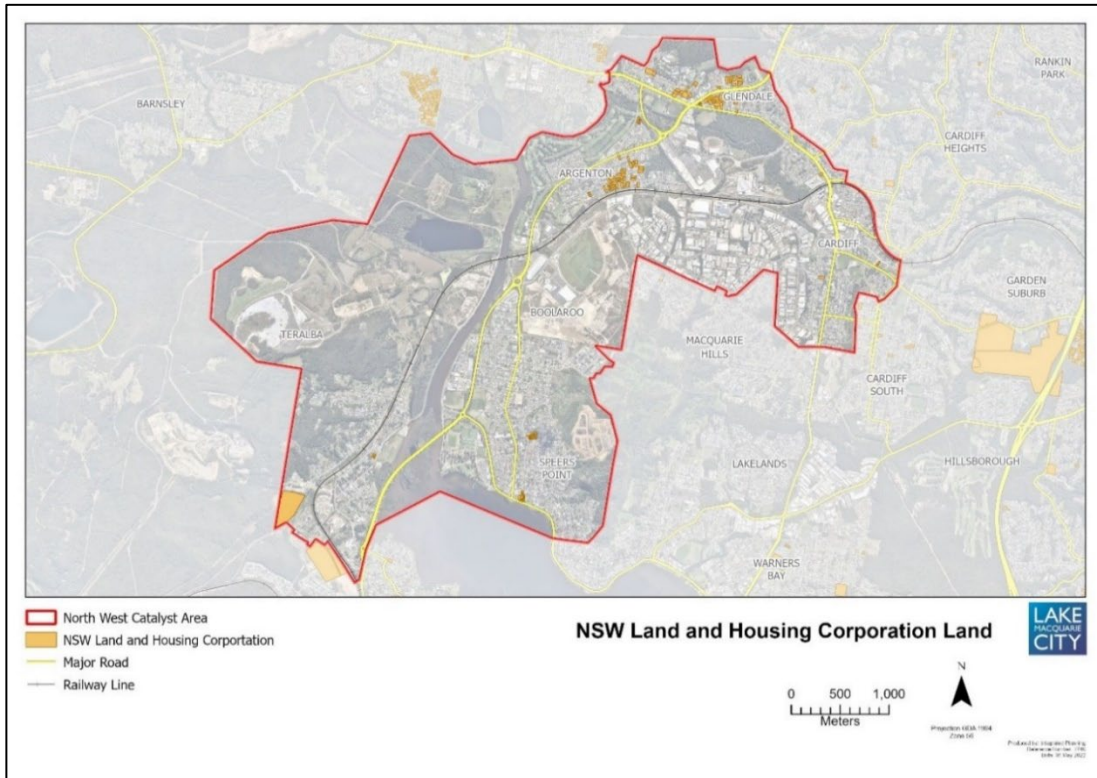 BARNSLEY
RANKIN
PARK
GLENDALE
CARDIFF
HEIGHTS
ARGENTON
CARDIFF
GARDEN
SUBURB
BOOLAROO
TERALBA
MACQUARIE
HILLS
CARDIFF
SOUTH
SPEERS
POINT
LAKELANDS
HILLSBOROUGH
WARNERS
BAY
North West Catalyst Area
NSW Land and Housing Corportation
Major Road
Railway Line
NSW Land and Housing Corporation Land
LAKE
MACQUARIE
CITY
N
0 500 1,000
Meters
Zone 56